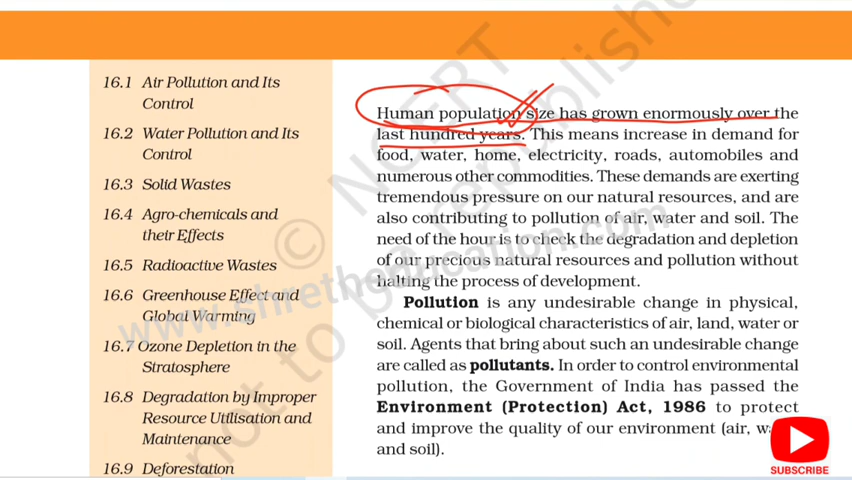 16.1 Air Pollution and Its
Control
16.2 Water Pollution and Its
Control
16.3 Solid Wastes
16.4 Agro-chemicals and
their Effects
16.5 Radioactive Wastes
16.6 Greenhouse Effect and
Global Warming
16.7 Ozone Depletion in the
Stratosphere
16.8 Degradation by Improper
Resource Utilisation and
Maintenance
16.9 Deforestation
Human population size has grown enormously over the
last hundred years. This means increase in demand for
food, water, home, electricity, roads, automobiles and
numerous other commodities. These demands are exerting
tremendous pressure on our natural resources, and are
also contributing to pollution of air, water and soil. The
need of the hour is to check the degradation and depletion
of our precious natural resources and pollution without
halting the process of development.
Pollution is any undesirable change in physical,
chemical or biological characteristics of air, land, water or
soil. Agents that bring about such an undesirable change
are called as pollutants. In order to control environmental
pollution, the Government of India has passed the
Environment (Protection) Act, 1986 to protect
and improve the quality of our environment (air,
and soil).
SUBSCRIBE
© NCERT
not to be republished